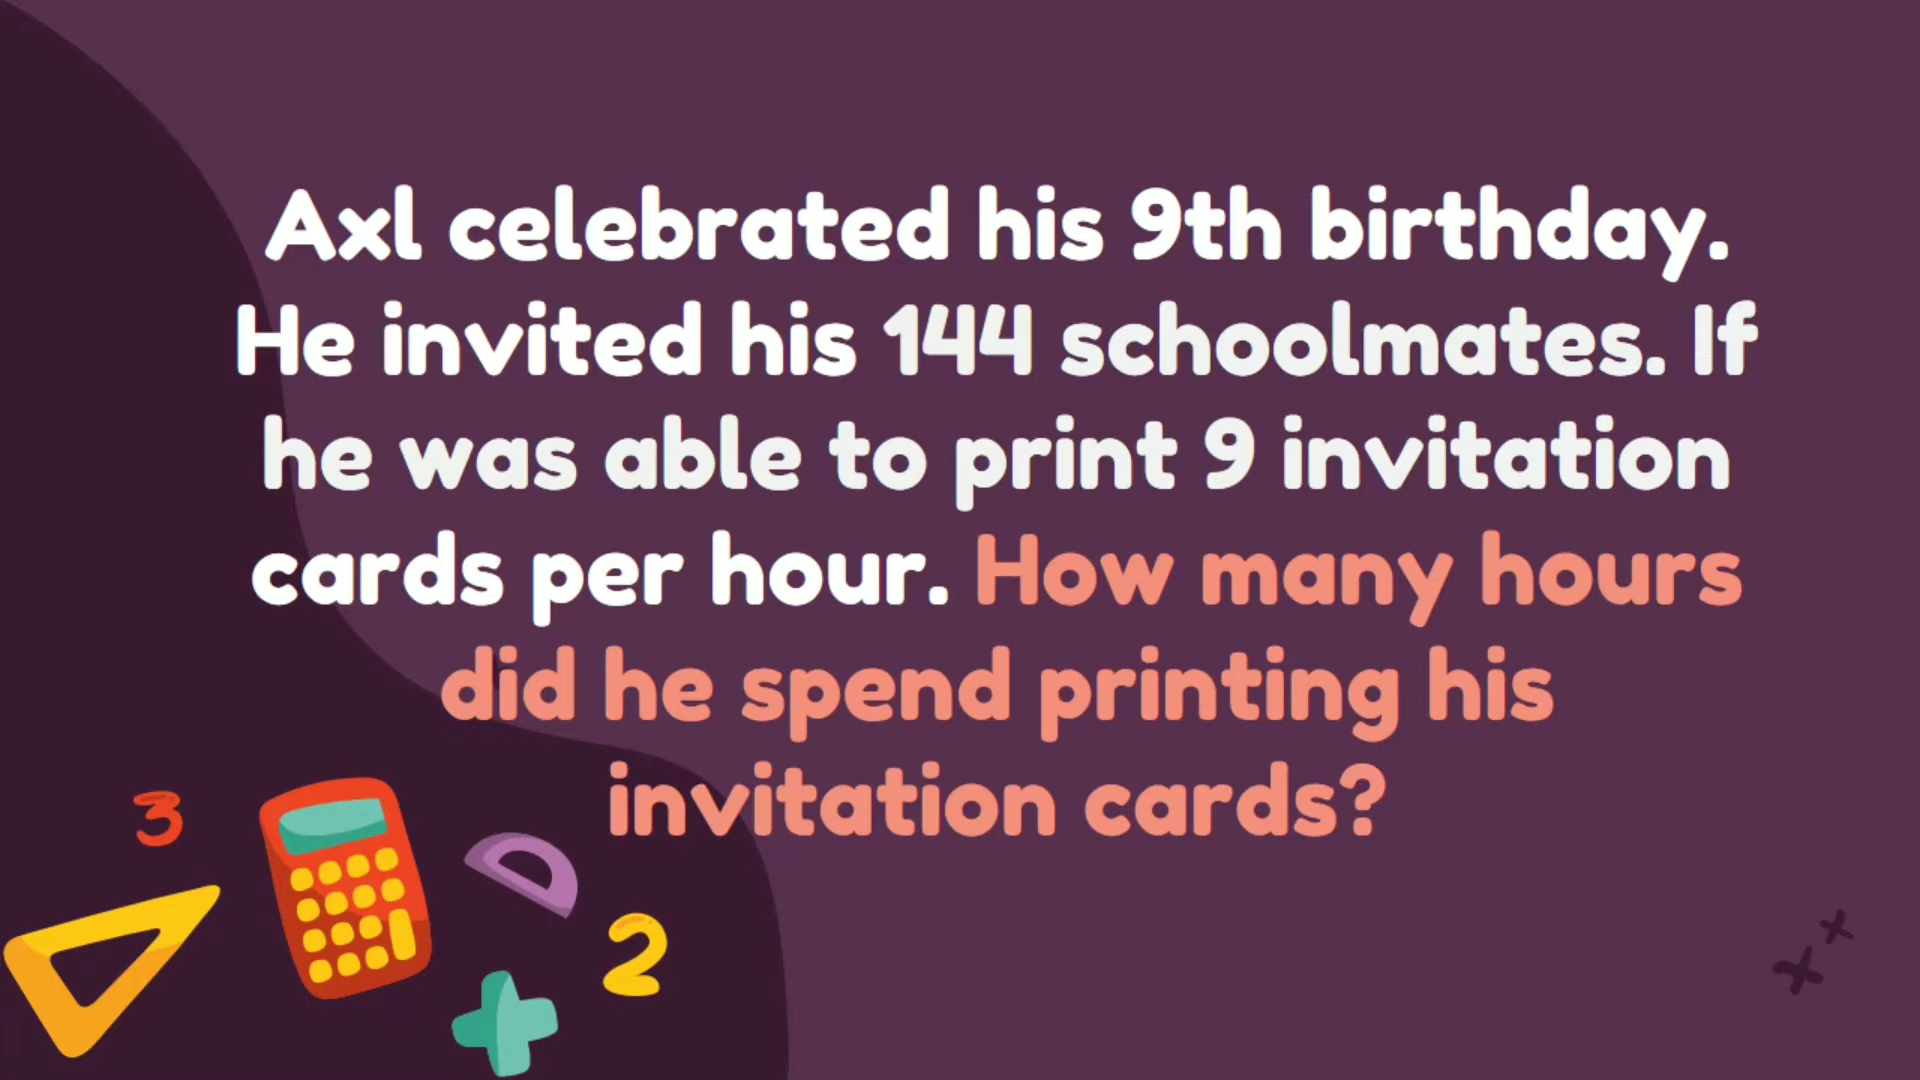 Axl celebrated his 9th birthday.
He invited his 144 schoolmates. If
he was able to print 9 invitation
cards per hour. How many hours
did he spend printing his
invitation cards?
3
2